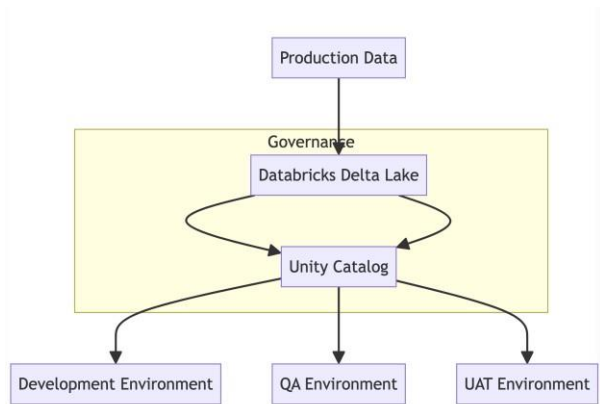 Production Data
Governance
Databricks Delta Lake
Unity Catalog
Development Environment
QA Environment
UAT Environment